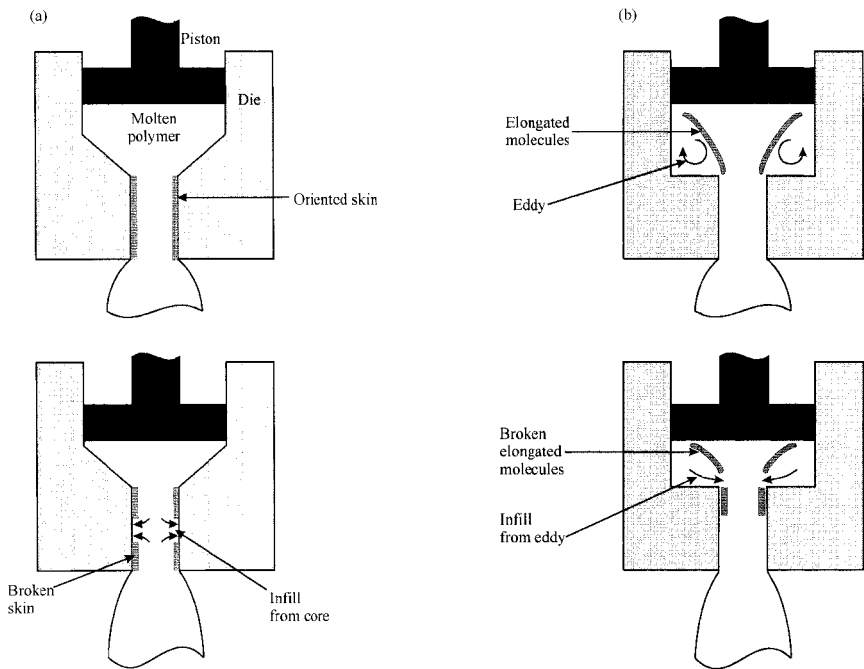 (a)
Piston
Die
Molten
polymer
Oriented skin
(b)
Elongated
molecules
Eddy
Broken
skin
Infill
from core
Broken
elongated
molecules
Infill
from eddy